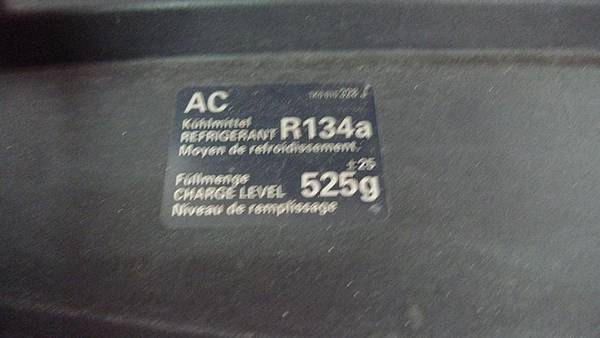 AC
Kühlmittel
REFRIGERANT R134a
Moyen de refroidissement
±25
Füllmenge
CHARGE LEVEL 525g
Niveau de remplissage